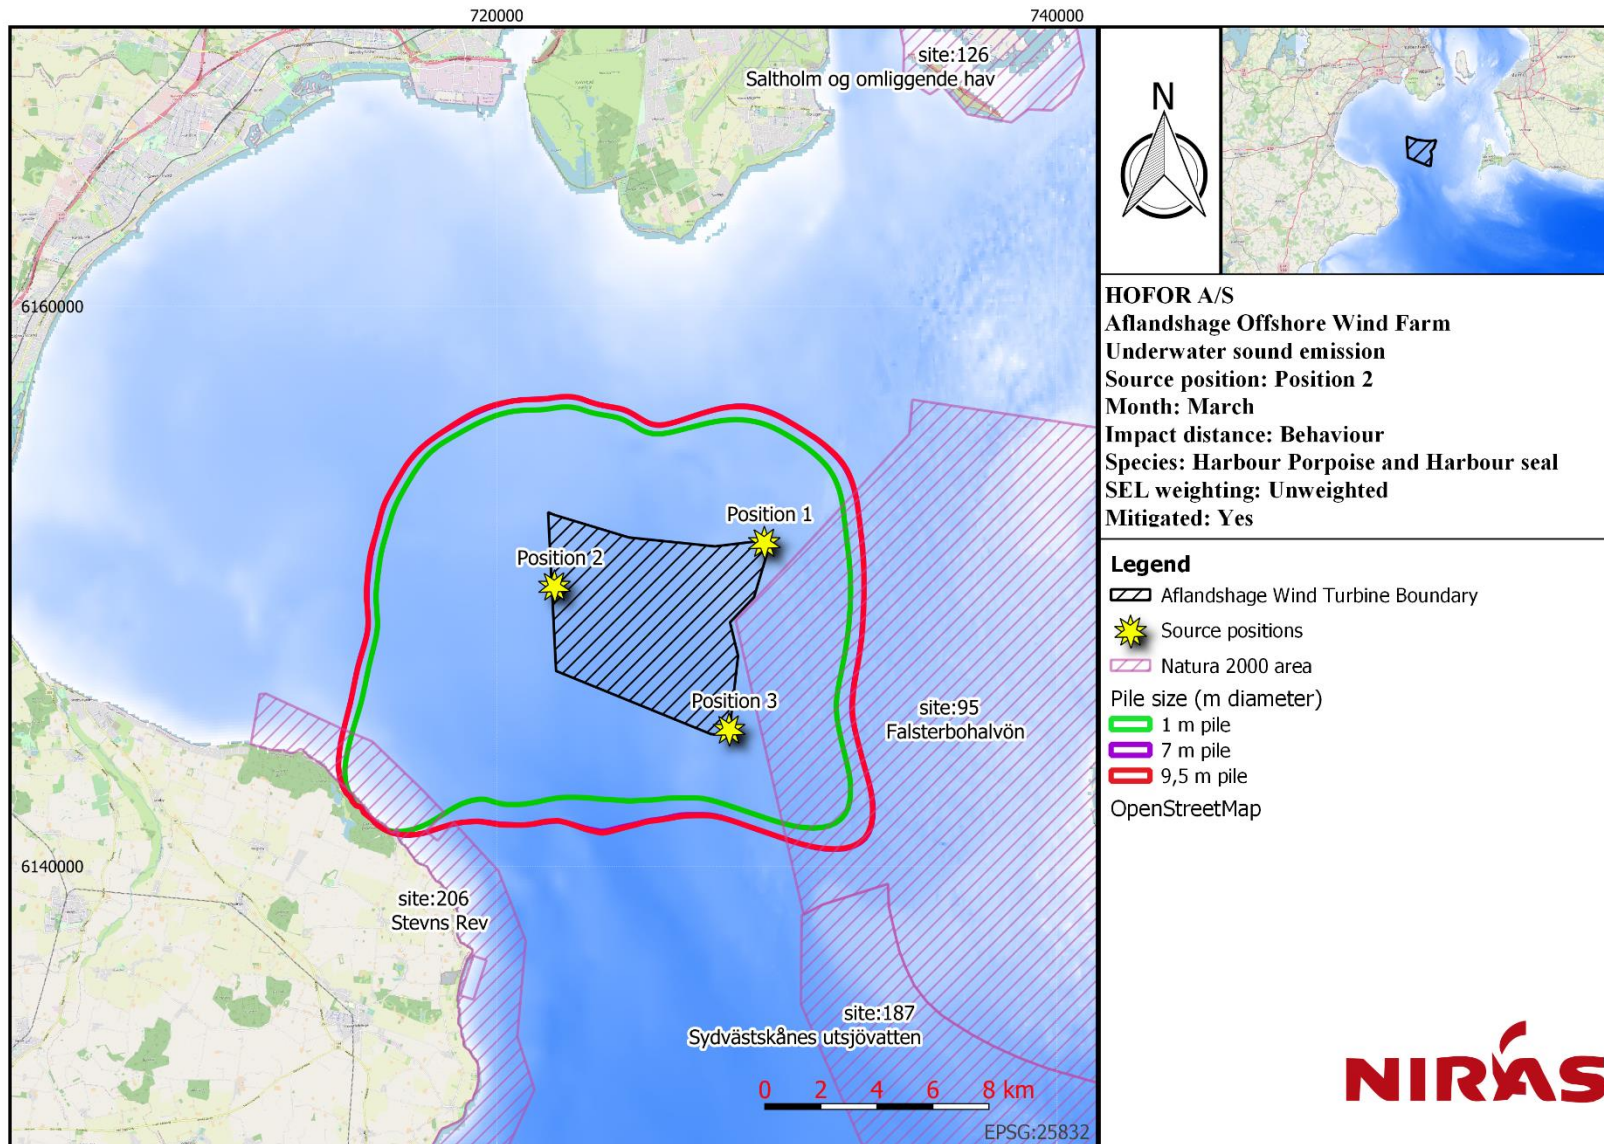 720000
740000
site:126
Saltholm og omliggende hav
6160000
Position 1
Position 2
Position 3
site:95
Falsterbohalvön
6140000
site:206
Stevns Rev
site:187
Sydvästskånes utsjövatten
0 2 4 6 8 km
EPSG:25832
N
HOFOR A/S
Aflandshage Offshore Wind Farm
Underwater sound emission
Source position: Position 2
Month: March
Impact distance: Behaviour
Species: Harbour Porpoise and Harbour seal
SEL weighting: Unweighted
Mitigated: Yes
Legend
Aflandshage Wind Turbine Boundary
Source positions
Natura 2000 area
Pile size (m diameter)
1 m pile
7 m pile
9,5 m pile
OpenStreetMap
NIRAS